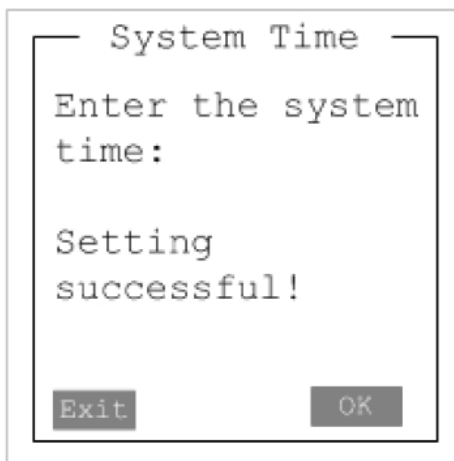 System Time
Enter the system
time:
Setting
successful!
Exit
OK